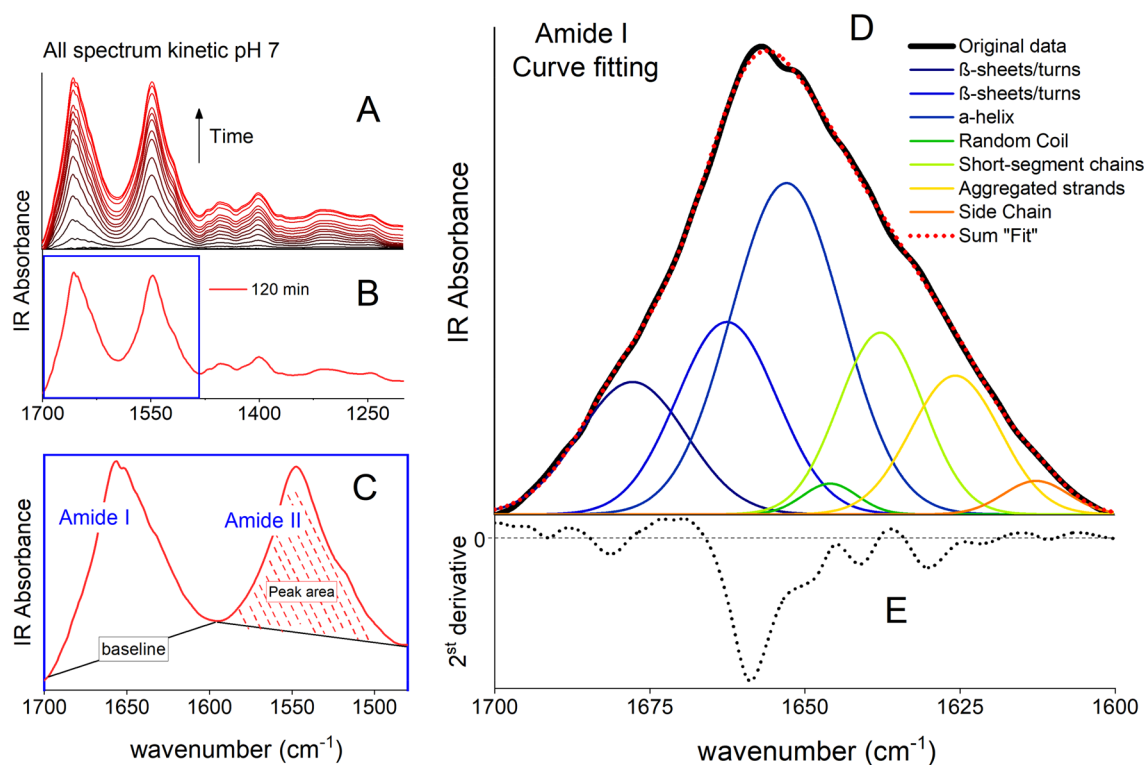 All spectrum kinetic pH 7
A
Time
IR Absorbance
B
120 min
1700
1550
1400
1250
C
Amide I
Amide II
Peak area
baseline
IR Absorbance
1700
1650
1600
1550
1500
wavenumber (cm⁻¹)
Amide I
Curve fitting
D
Original data
ß-sheets/turns
ß-sheets/turns
a-helix
Random Coil
Short-segment chains
Aggregated strands
Side Chain
Sum "Fit"
IR Absorbance
0
E
2ˢᵗ derivative
1700
1675
1650
1625
1600
wavenumber (cm⁻¹)